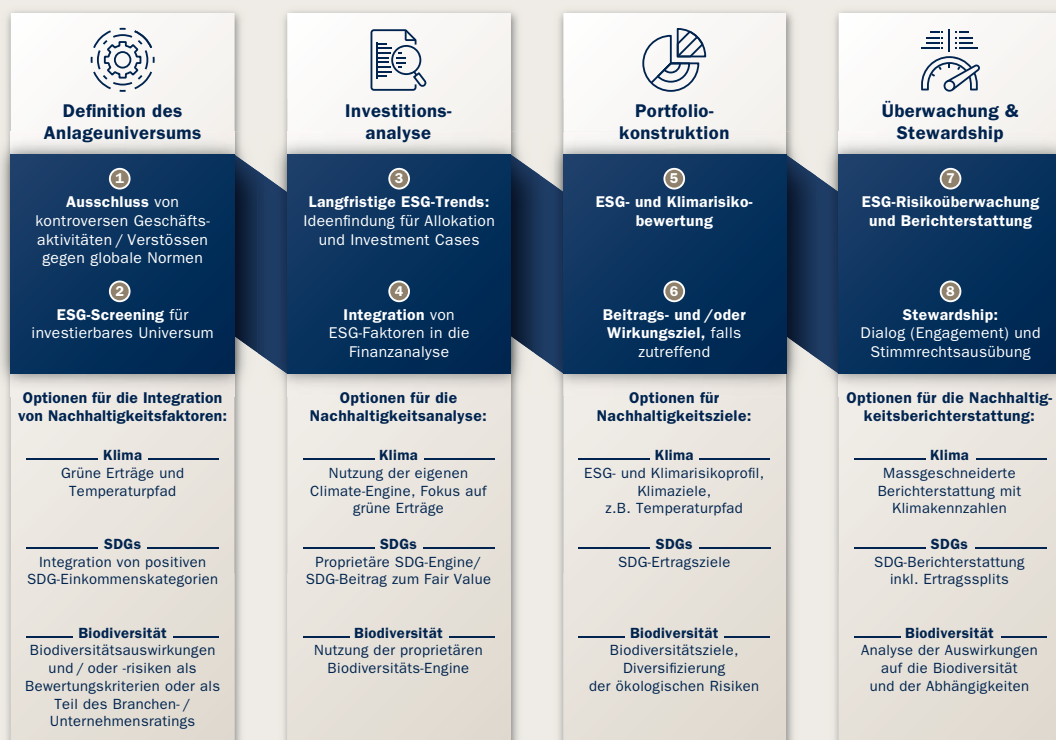 Definition des
Anlageuniversums
1
Ausschluss von
kontroversen Geschäfts-
aktivitäten / Verstössen
gegen globale Normen
2
ESG-Screening für
investierbares Universum
Optionen für die Integration
von Nachhaltigkeitsfaktoren:
Klima
Grüne Erträge und
Temperaturpfad
SDGs
Integration von positiven
SDG-Einkommenskategorien
Biodiversität
Biodiversitätsauswirkungen
und / oder -risiken als
Bewertungskriterien oder als
Teil des Branchen- /
Unternehmensratings
Investitions-
analyse
3
Langfristige ESG-Trends:
Ideenfindung für Allokation
und Investment Cases
4
Integration von
ESG-Faktoren in die
Finanzanalyse
Optionen für die
Nachhaltigkeitsanalyse:
Klima
Nutzung der eigenen
Climate-Engine, Fokus auf
grüne Erträge
SDGs
Proprietäre SDG-Engine/
SDG-Beitrag zum Fair Value
Biodiversität
Nutzung der proprietären
Biodiversitäts-Engine
Portfolio-
konstruktion
5
ESG- und Klimarisiko-
bewertung
6
Beitrags- und /oder
Wirkungsziel, falls
zutreffend
Optionen für
Nachhaltigkeitsziele:
Klima
ESG- und Klimarisikoprofil,
Klimaziele,
z.B. Temperaturpfad
SDGs
SDG-Ertragsziele
Biodiversität
Biodiversitätsziele,
Diversifizierung
der ökologischen Risiken
Überwachung &
Stewardship
7
ESG-Risikoüberwachung
und Berichterstattung
8
Stewardship:
Dialog (Engagement) und
Stimmrechtsausübung
Optionen für die Nachhaltig-
keitsberichterstattung:
Klima
Massgeschneiderte
Berichterstattung mit
Klimakennzahlen
SDGs
SDG-Berichterstattung
inkl. Ertragssplits
Biodiversität
Analyse der Auswirkungen
auf die Biodiversität
und der Abhängigkeiten